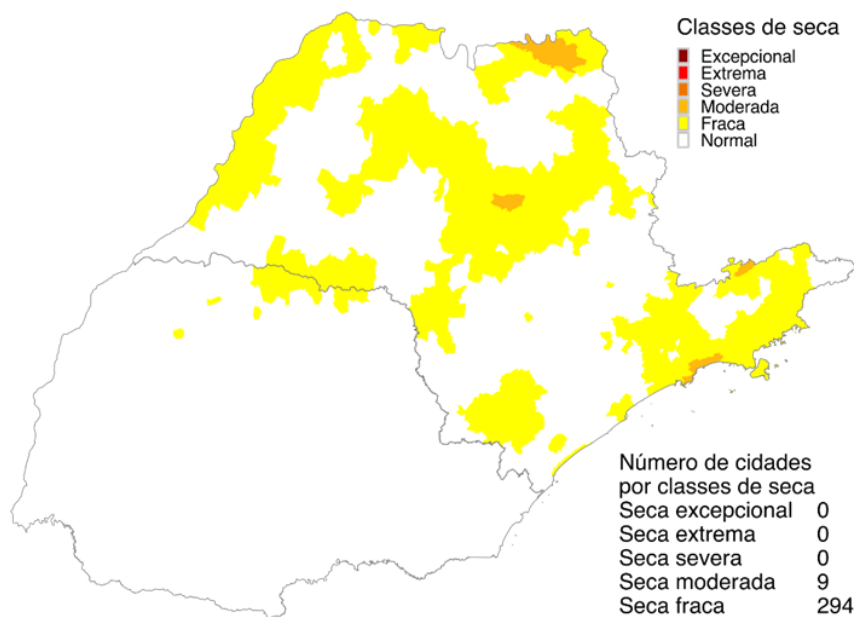 Classes de seca
Excepcional
Extrema
Severa
Moderada
Fraca
Normal
Número de cidades
por classes de seca
Seca excepcional 0
Seca extrema 0
Seca severa 0
Seca moderada 9
Seca fraca 294